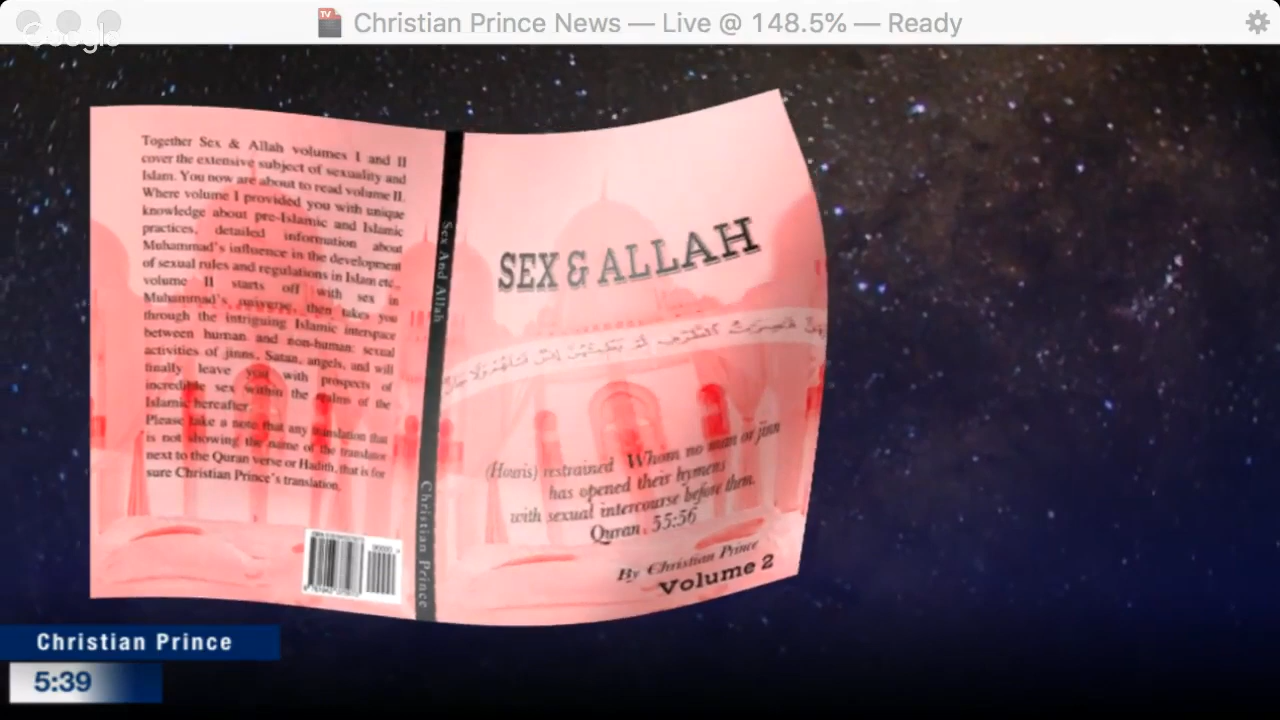 Google
TV
Christian Prince News — Live @ 148.5% — Ready
Together Sex & Allah volumes I and II
cover the extensive subject of sexuality and
Islam. You now are about to read volume II.
Where volume I provided you with unique
knowledge about pre-Islamic and Islamic
practices, detailed information about
Muhammad's influence in the development
of sexual rules and regulations in Islam etc.,
volume II starts off with sex in
Muhammad's universe, then takes you
through the intriguing Islamic interspace
between human and non-human: sexual
activities of jinns, Satan, angels, and will
finally leave you with prospects of
incredible sex within the realms of the
Islamic hereafter.
Please take a note that any translation that
is not showing the name of the translator
next to the Quran verse or Hadith, that is for
sure Christian Prince's translation.
Sex And Allah
Christian Prince
SEX & ALLAH
(Houris) restrained Whom no man or jinn
has opened their hymens
with sexual intercourse before them.
Quran, 55:56
By Christian Prince
Volume 2
Christian Prince
5:39